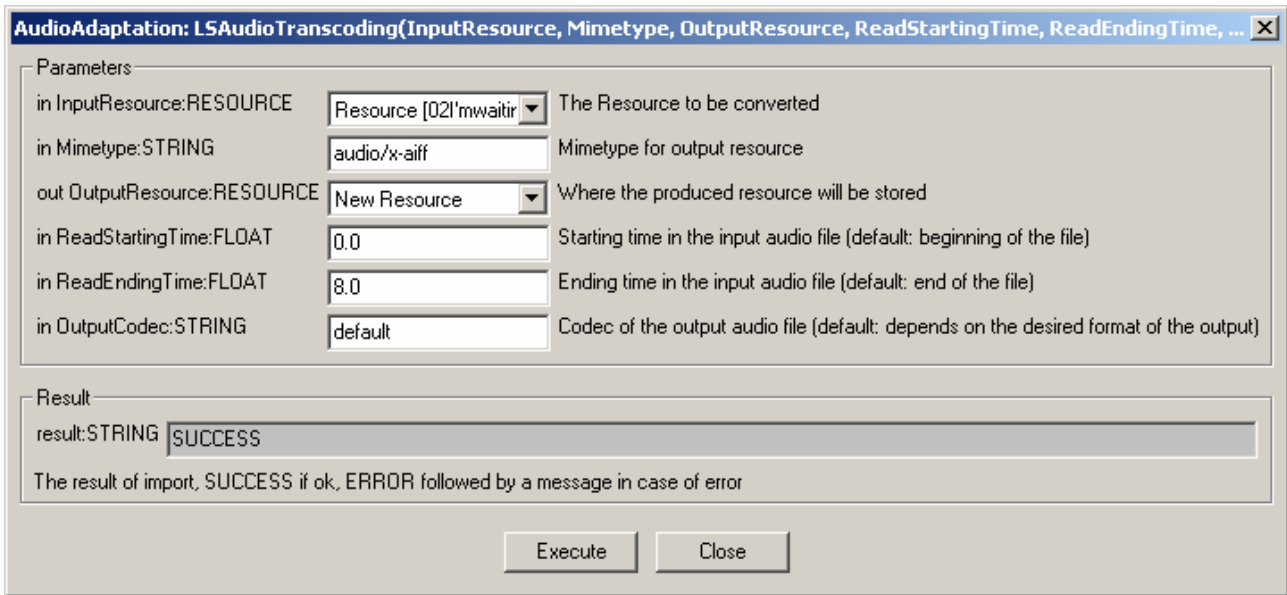 AudioAdaptation: LSAudioTranscoding(InputResource, Mimetype, OutputResource, ReadStartingTime, ReadEndingTime, ...
Parameters
in InputResource:RESOURCE Resource [02I'mwaitir The Resource to be converted
in Mimetype:STRING audio/x-aiff Mimetype for output resource
out OutputResource:RESOURCE New Resource Where the produced resource will be stored
in ReadStartingTime:FLOAT 0.0 Starting time in the input audio file (default: beginning of the file)
in ReadEndingTime:FLOAT 8.0 Ending time in the input audio file (default: end of the file)
in OutputCodec:STRING default Codec of the output audio file (default: depends on the desired format of the output)
Result
result:STRING SUCCESS
The result of import, SUCCESS if ok, ERROR followed by a message in case of error
Execute Close